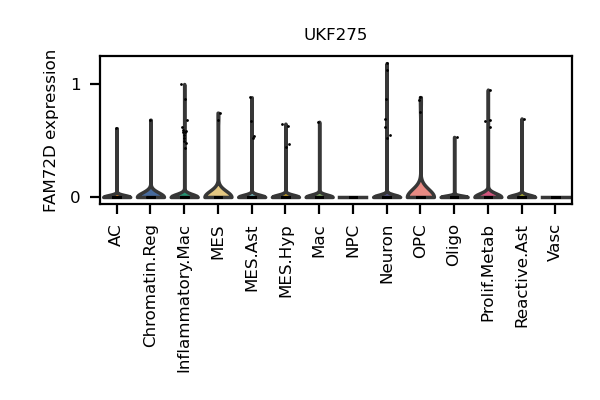 UKF275
FAM72D expression
1
0
AC
Chromatin.Reg
Inflammatory.Mac
MES
MES.Ast
MES.Hyp
Mac
NPC
Neuron
OPC
Oligo
Prolif.Metab
Reactive.Ast
Vasc